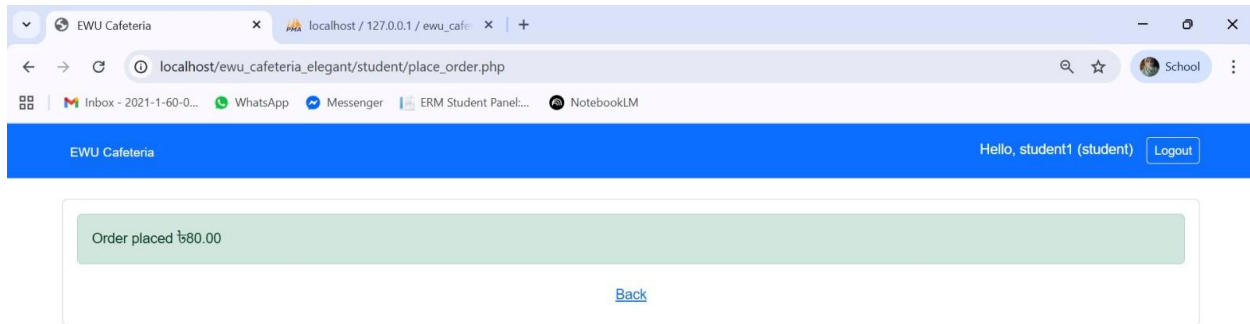 EWU Cafeteria
localhost / 127.0.0.1 / ewu_cafe
localhost/ewu_cafeteria_elegant/student/place_order.php
School
Inbox - 2021-1-60-0...
WhatsApp
Messenger
ERM Student Panel:...
NotebookLM
EWU Cafeteria
Hello, student1 (student)
Logout
Order placed ৳80.00
Back